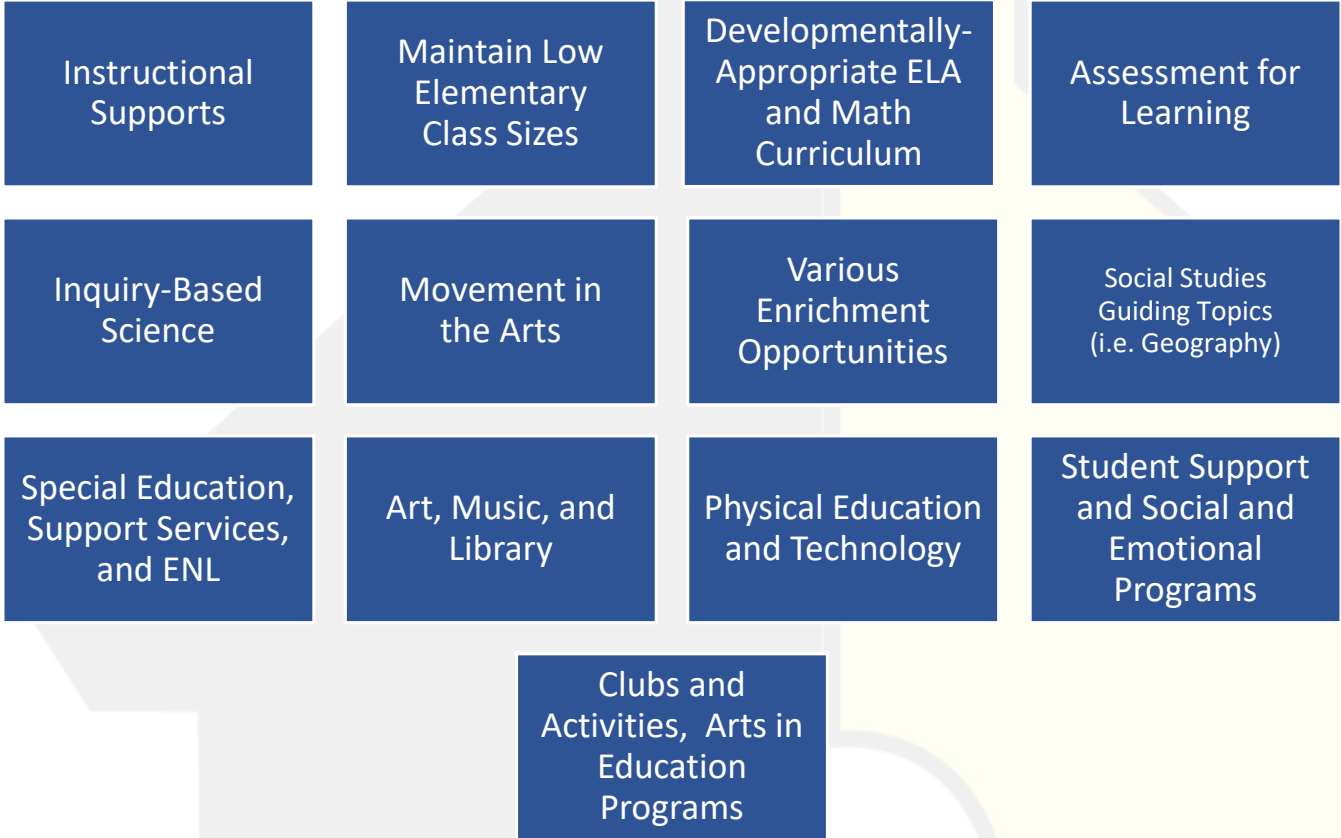 Instructional
Supports
Maintain Low
Elementary
Class Sizes
Developmentally-
Appropriate ELA
and Math
Curriculum
Assessment for
Learning
Inquiry-Based
Science
Movement in
the Arts
Various
Enrichment
Opportunities
Social Studies
Guiding Topics
(i.e. Geography)
Special Education,
Support Services,
and ENL
Art, Music, and
Library
Physical Education
and Technology
Student Support
and Social and
Emotional
Programs
Clubs and
Activities, Arts in
Education
Programs